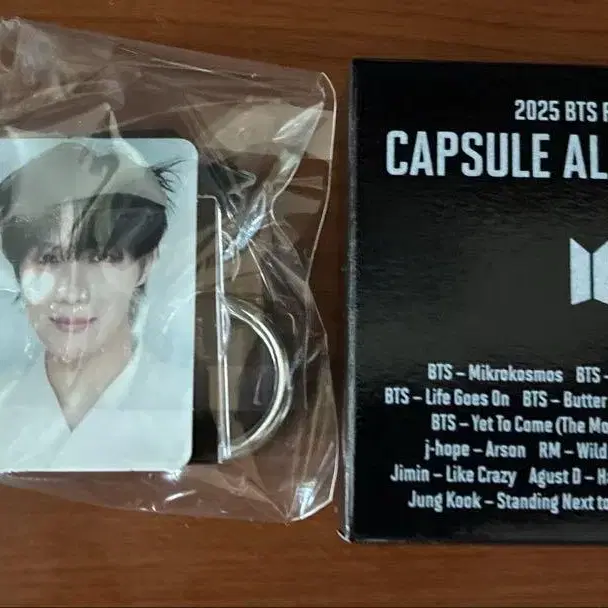 2025 BTS
CAPSULE
BTS – Mikrokosmos BTS –
BTS – Life Goes On BTS – Butter
BTS – Yet To Come (The Mo
j-hope – Arson RM – Wild
Jimin – Like Crazy Agust D – Ha
Jung Kook – Standing Next to